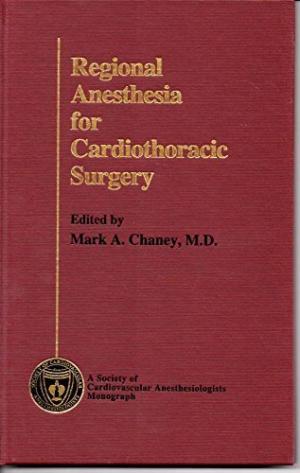 Regional
Anesthesia
for
Cardiothoracic
Surgery
Edited by
Mark A. Chaney, M.D.
A Society of
Cardiovascular Anesthesiologists
Monograph